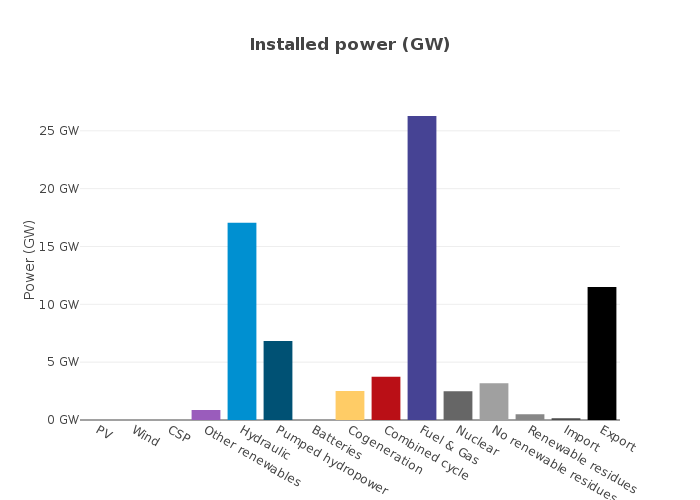 Installed power (GW)
Power (GW)
25 GW
20 GW
15 GW
10 GW
5 GW
0 GW
PV
Wind
CSP
Other renewables
Hydraulic
Pumped hydropower
Batteries
Cogeneration
Combined cycle
Fuel & Gas
Nuclear
No renewable residues
Renewable residues
Import
Export